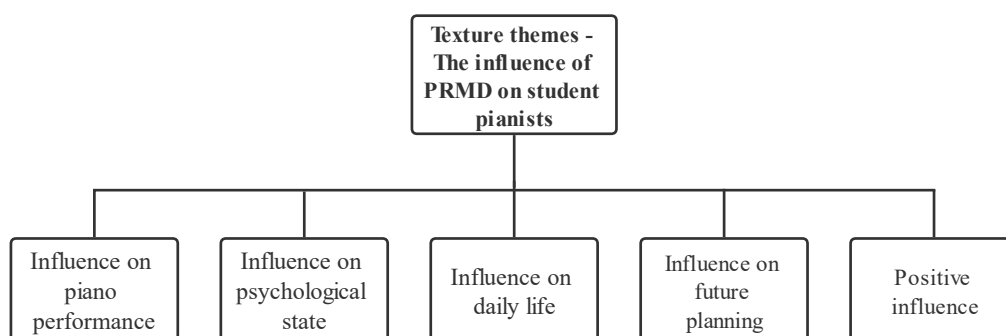 Texture themes -
The influence of
PRMD on student
pianists
Influence on
piano
performance
Influence on
psychological
state
Influence on
daily life
Influence on
future
planning
Positive
influence